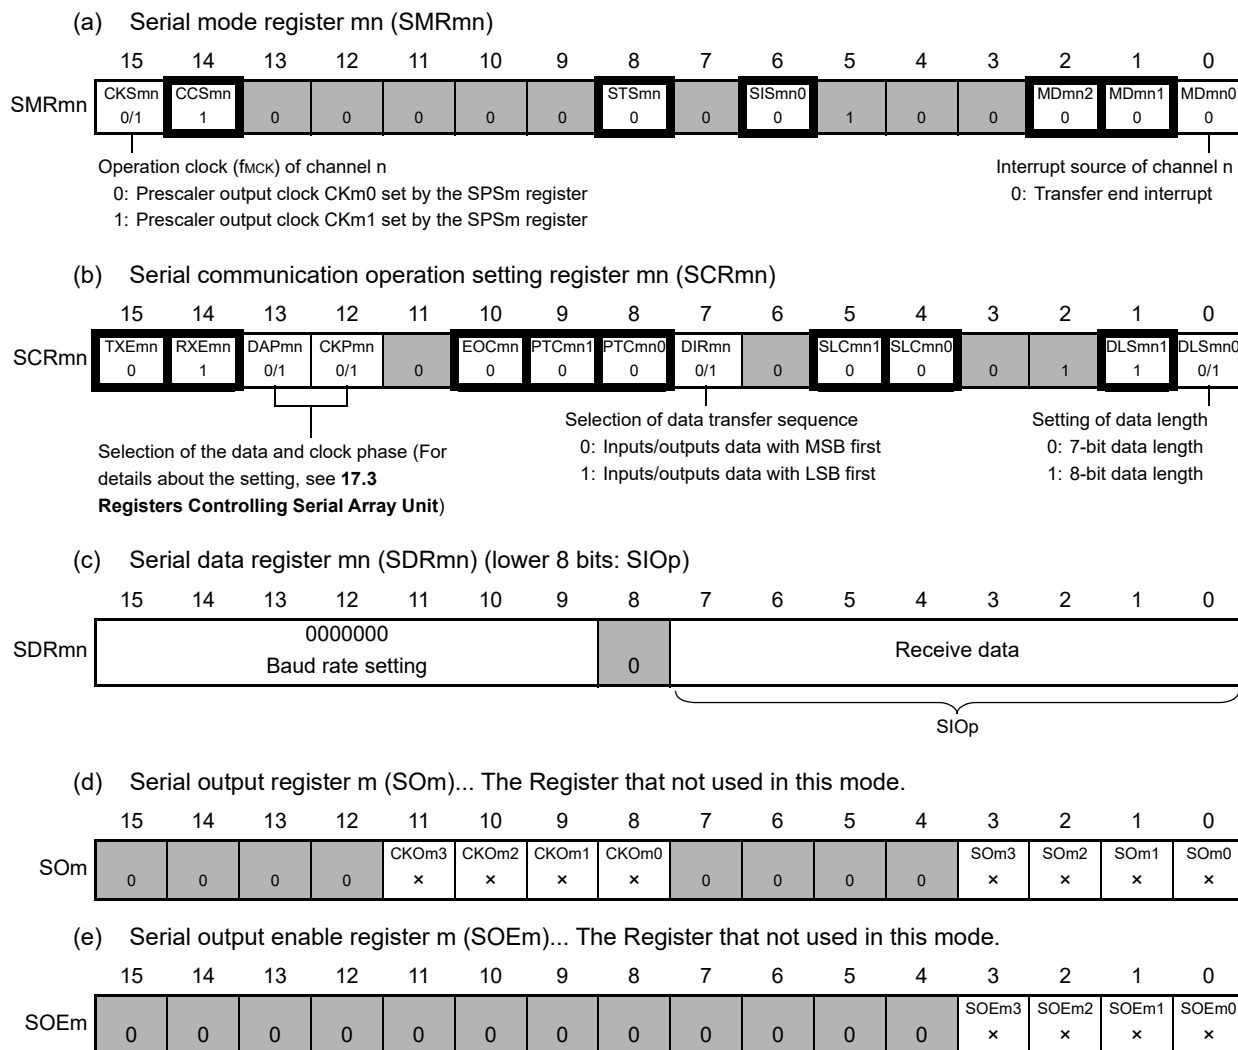 (a) Serial mode register mn (SMRmn)
15 14 13 12 11 10 9 8 7 6 5 4 3 2 1 0
SMRmn CKSmn CCSmn STSmn SISmn0 MDmn2 MDmn1 MDmn0
0/1 1 0 0 0 0 0 0 0 0 1 0 0 0 0 0
Operation clock (fMCK) of channel n
0: Prescaler output clock CKm0 set by the SPSm register
1: Prescaler output clock CKm1 set by the SPSm register
Interrupt source of channel n
0: Transfer end interrupt
(b) Serial communication operation setting register mn (SCRmn)
15 14 13 12 11 10 9 8 7 6 5 4 3 2 1 0
SCRmn TXEmn RXEmn DAPmn CKPmn EOCmn PTCmn1 PTCmn0 DIRmn SLCmn1 SLCmn0 DLSmn1 DLSmn0
0 1 0/1 0/1 0 0 0 0 0/1 0 0 0 0 1 1 0/1
Selection of the data and clock phase (For
details about the setting, see 17.3
Registers Controlling Serial Array Unit)
Selection of data transfer sequence
0: Inputs/outputs data with MSB first
1: Inputs/outputs data with LSB first
Setting of data length
0: 7-bit data length
1: 8-bit data length
(c) Serial data register mn (SDRmn) (lower 8 bits: SIOp)
15 14 13 12 11 10 9 8 7 6 5 4 3 2 1 0
SDRmn 0000000
Baud rate setting 0 Receive data
SIOp
(d) Serial output register m (SOm)... The Register that not used in this mode.
15 14 13 12 11 10 9 8 7 6 5 4 3 2 1 0
SOm CKOm3 CKOm2 CKOm1 CKOm0 SOm3 SOm2 SOm1 SOm0
0 0 0 0 × × × × 0 0 0 0 × × × ×
(e) Serial output enable register m (SOEm)... The Register that not used in this mode.
15 14 13 12 11 10 9 8 7 6 5 4 3 2 1 0
SOEm SOEm3 SOEm2 SOEm1 SOEm0
0 0 0 0 0 0 0 0 0 0 0 0 × × × ×